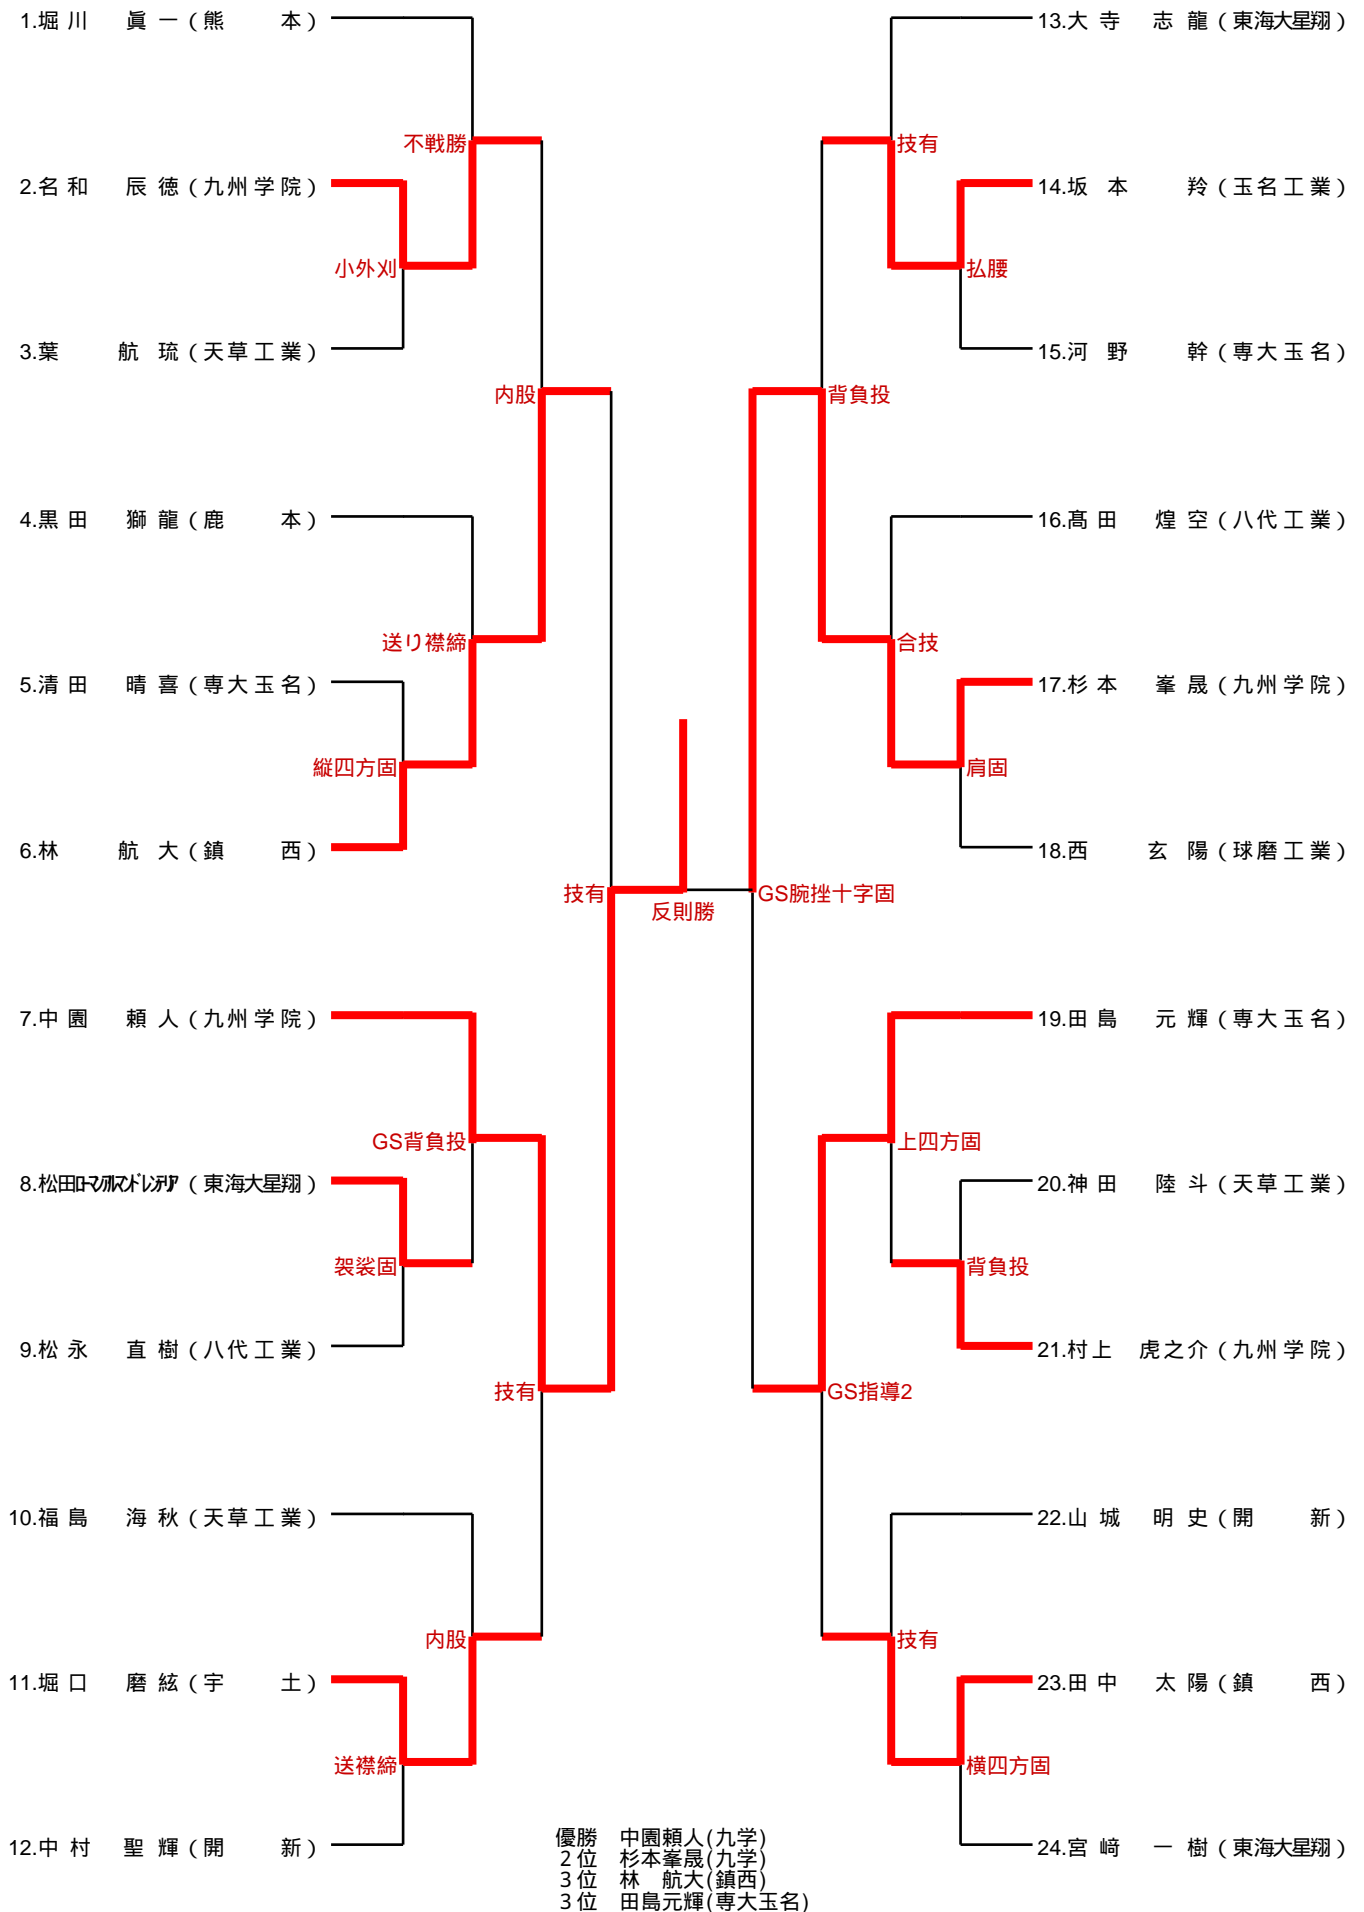 1.堀川 眞一(熊 本)
不戦勝
2.名和 辰徳(九州学院)
小外刈
3.葉 航琉(天草工業)
内股
4.黒田 獅龍(鹿 本)
送り襟締
5.清田 晴喜(専大玉名)
縦四方固
6.林 航大(鎮 西)
技有
7.中園 頼人(九州学院)
GS背負投
(東海大星翔)
8.松田
袈裟固
9.松永 直樹(八代工業)
技有
10.福島 海秋(天草工業)
内股
11.堀口 磨絃(宇 土)
送襟締
12.中村 聖輝(開 新)
反則勝
13.大寺 志龍(東海大星翔)
技有
14.坂本 羚(玉名工業)
払腰
15.河野 幹(専大玉名)
背負投
16.髙田 煌空(八代工業)
合技
17.杉本 峯晟(九州学院)
肩固
18.西 玄陽(球磨工業)
GS腕挫十字固
19.田島 元輝(専大玉名)
上四方固
20.神田 陸斗(天草工業)
背負投
21.村上 虎之介(九州学院)
GS指導2
22.山城 明史(開 新)
技有
23.田中 太陽(鎮 西)
横四方固
24.宮﨑 一樹(東海大星翔)
優勝 中園頼人(九学)
2位 杉本峯晟(九学)
3位 林 航大(鎮西)
3位 田島元輝(専大玉名)